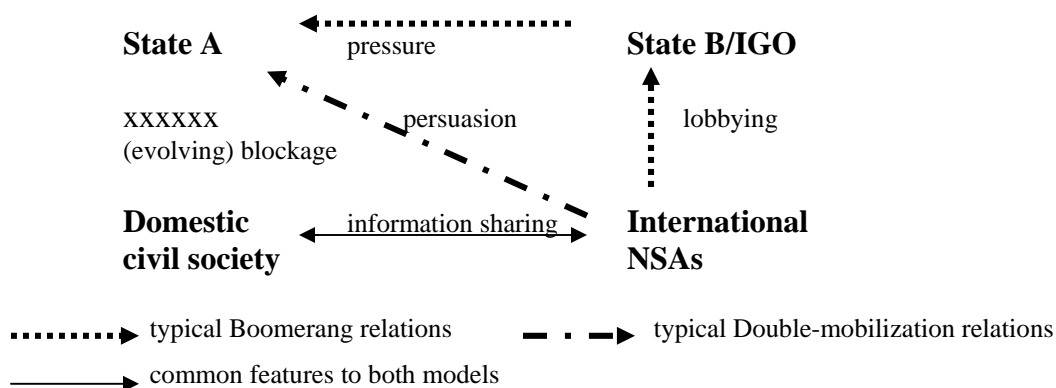 State A
pressure
State B/IGO
xxxxxx
persuasion
lobbying
(evolving) blockage
Domestic
civil society
information sharing
International
NSAs
typical Boomerang relations
typical Double-mobilization relations
common features to both models